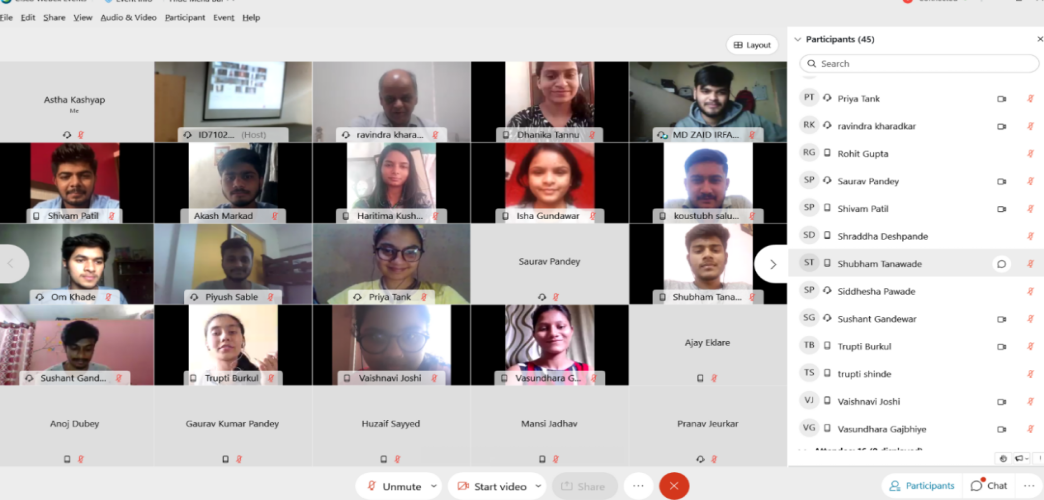 File Edit Share View Audio & Video Participant Event Help
Layout
Astha Kashyap
Me
ID7102... (Host)
ravindra khara...
Dhanika Tannu
MD ZAID IRFA...
Shivam Patil
Akash Markad
Haritima Kush...
Isha Gundawar
koustubh salu...
Om Khade
Piyush Sable
Priya Tank
Saurav Pandey
Shubham Tana...
Sushant Gand...
Trupti Burkul
Vaishnavi Joshi
Vasundhara G...
Ajay Eklare
Anoj Dubey
Gaurav Kumar Pandey
Huzaif Sayyed
Mansi Jadhav
Pranav Jeurkar
Unmute
Start video
Share
Participants (45)
Search
PT Priya Tank
RK ravindra kharadkar
RG Rohit Gupta
SP Saurav Pandey
SP Shivam Patil
SD Shraddha Deshpande
ST Shubham Tanawade
SP Siddhesha Pawade
SG Sushant Gandewar
TB Trupti Burkul
TS trupti shinde
VJ Vaishnavi Joshi
VG Vasundhara Gajbhiye
Participants
Chat